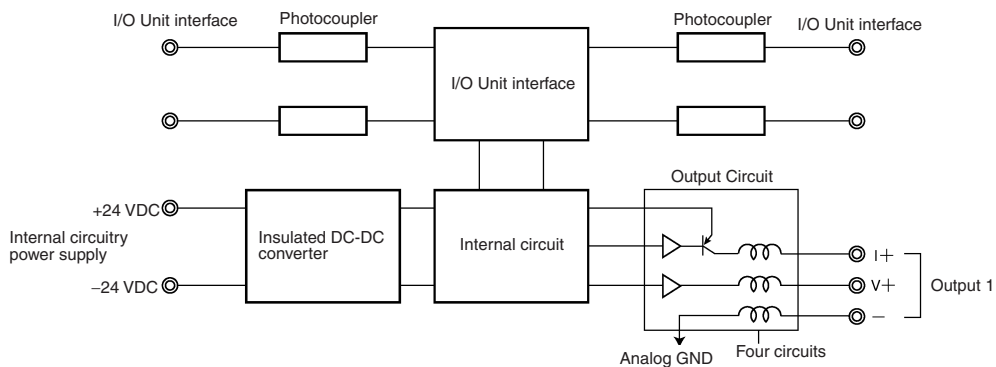 I/O Unit interface
Photocoupler
Photocoupler
I/O Unit interface
I/O Unit interface
Output Circuit
+24 VDC
Internal circuitry
power supply
−24 VDC
Insulated DC-DC
converter
Internal circuit
I+
V+
−
Output 1
Analog GND
Four circuits